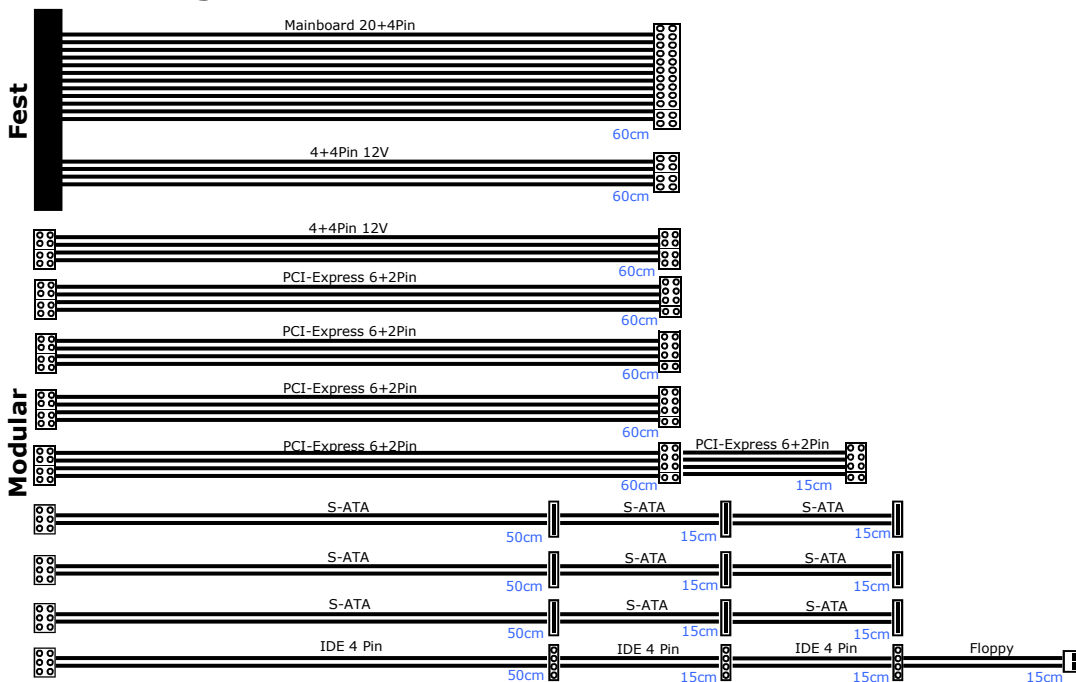 Fest
Mainboard 20+4Pin
60cm
4+4Pin 12V
60cm
Modular
4+4Pin 12V
60cm
PCI-Express 6+2Pin
60cm
PCI-Express 6+2Pin
60cm
PCI-Express 6+2Pin
60cm
PCI-Express 6+2Pin PCI-Express 6+2Pin
60cm 15cm
S-ATA S-ATA S-ATA
50cm 15cm 15cm
S-ATA S-ATA S-ATA
50cm 15cm 15cm
S-ATA S-ATA S-ATA
50cm 15cm 15cm
IDE 4 Pin IDE 4 Pin IDE 4 Pin Floppy
50cm 15cm 15cm 15cm